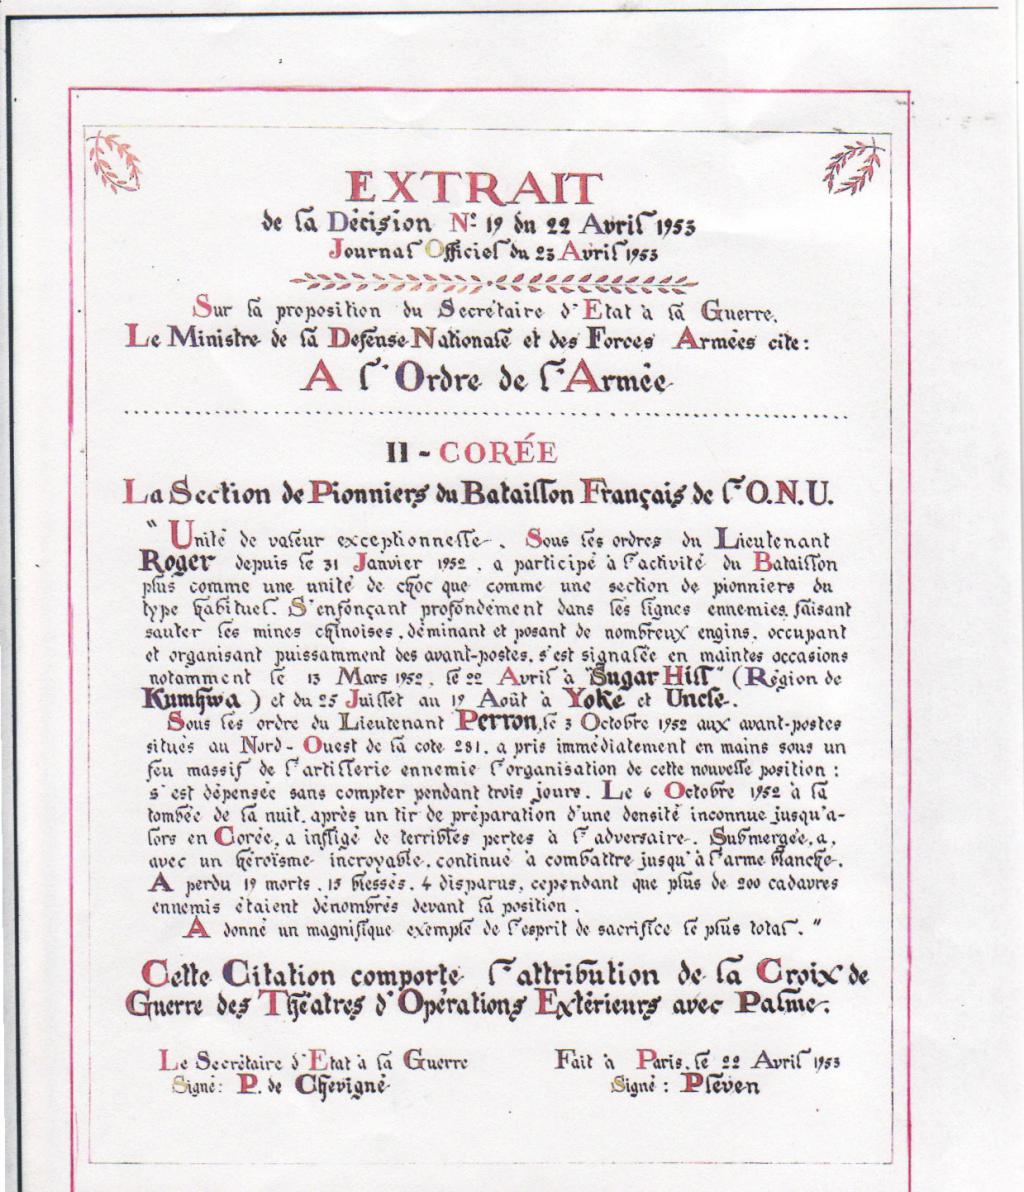 EXTRAIT
de la Décision N° 19 du 22 Avril 1953
Journal Officiel du 23 Avril 1953
Sur la proposition du Secrétaire d'Etat à la Guerre.
Le Ministre de la Defense Nationale et des Forces Armées cite:
A l'Ordre de l'Armée
II - CORÉE
La Section de Pionniers du Bataillon Français de l'O.N.U.
" Unité de valeur exceptionnelle. Sous les ordres du Lieutenant
Roger depuis le 31 Janvier 1952, a participé à l'activité du Bataillon
plus comme une unité de choc que comme une section de pionniers du
type habituel. S'enfonçant profondément dans les lignes ennemies, faisant
sauter les mines chinoises, déminant et posant de nombreux engins, occupant
et organisant puissamment des avant-postes, s'est signalée en maintes occasions
notamment le 13 Mars 1952, le 22 Avril à "Sugar Hill" (Région de
Kumhwa) et du 25 Juillet au 19 Août à Yoke et Uncle.
Sous les ordre du Lieutenant Perron, le 3 Octobre 1952 aux avant-postes
situés au Nord-Ouest de la cote 281, a pris immédiatement en mains sous un
feu massif de l'artillerie ennemie l'organisation de cette nouvelle position :
s'est dépensée sans compter pendant trois jours. Le 6 Octobre 1952 à la
tombée de la nuit, après un tir de préparation d'une densité inconnue jusqu'a-
lors en Corée, a infligé de terribles pertes à l'adversaire. Submergée, a,
avec un héroïsme incroyable, continué à combattre jusqu'à l'arme blanche.
A perdu 19 morts, 15 blessés, 4 disparus, cependant que plus de 200 cadavres
ennemis étaient dénombrés devant la position.
A donné un magnifique exemple de l'esprit de sacrifice le plus total."
Cette Citation comporte l'attribution de la Croix de
Guerre des Théatres d'Opérations Extérieurs avec Palme.
Le Secrétaire d'Etat à la Guerre
Signé: P. de Chevigné
Fait à Paris, le 22 Avril 1953
Signé : Pleven